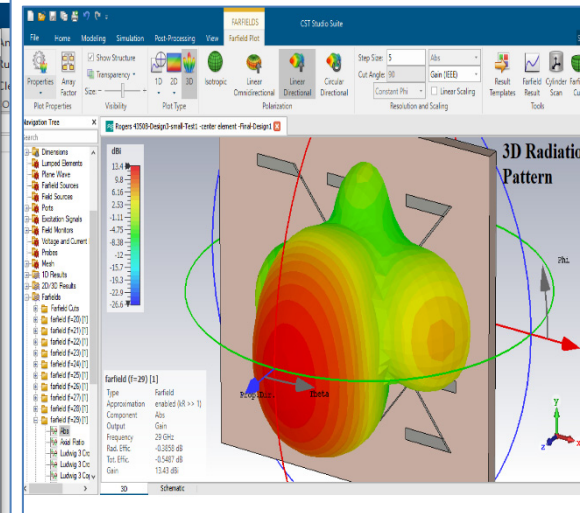 FARFIELDS
CST Studio Suite
File Home Modeling Simulation Post-Processing View Farfield Plot
Properties
Array Factor
Plot Properties
Show Structure
Transparency
Size:
Visibility
1D 2D 3D
Plot Type
Isotropic
Linear Omnidirectional
Linear Directional
Circular Directional
Polarization
Step Size: 5
Cut Angle: 90
Constant Phi
Abs
Gain (IEEE)
Linear Scaling
Resolution and Scaling
Result Templates
Farfield Result
Cylinder Scan
Tools
Navigation Tree X
Search
Dimensions
Lumped Elements
Plane Wave
Farfield Sources
Field Sources
Ports
Excitation Signals
Field Monitors
Voltage and Current
Probes
Mesh
1D Results
2D/3D Results
Farfields
Farfield Cuts
farfield (f=20) [1]
farfield (f=21) [1]
farfield (f=22) [1]
farfield (f=23) [1]
farfield (f=24) [1]
farfield (f=25) [1]
farfield (f=26) [1]
farfield (f=27) [1]
farfield (f=28) [1]
farfield (f=29) [1]
Abs
Axial Ratio
Ludwig 3 Cro
Ludwig 3 Cro
Ludwig 3 Cop
Rogers 4350B-Design3-small-Test1 -center element -Final-Design1
dBi
13.4
9.8
6.16
2.53
-1.11
-4.75
-8.38
-12
-15.7
-19.3
-22.9
-26.6
3D Radiatio
Pattern
Phi
Theta
y
x
z
farfield (f=29) [1]
Type Farfield
Approximation enabled (kR >> 1)
Component Abs
Output Gain
Frequency 29 GHz
Rad. Effic. -0.3858 dB
Tot. Effic. -0.5487 dB
Gain 13.43 dBi
3D Schematic